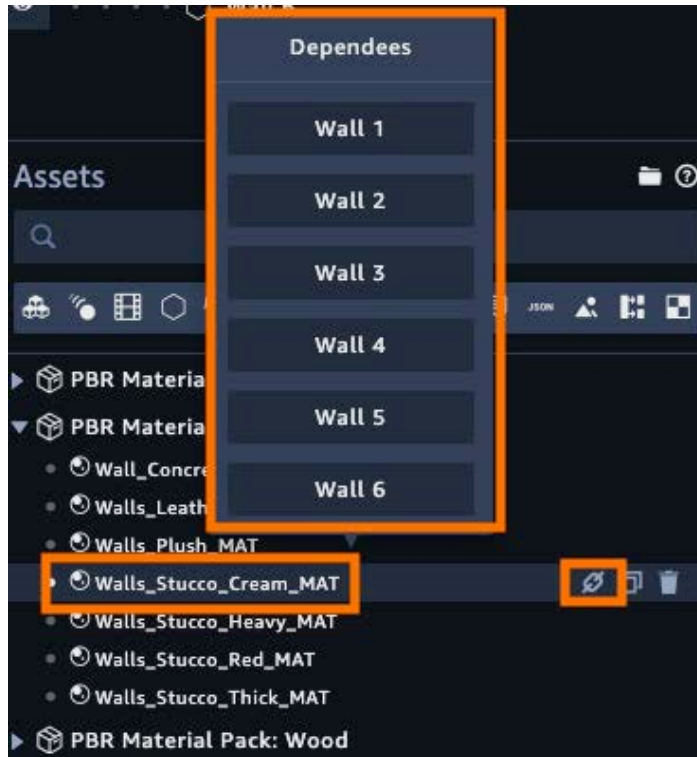 Dependees
Wall 1
Assets
Wall 2
Wall 3
JSON
Wall 4
PBR Materia
Wall 5
PBR Materia
Wall_Concre
Wall 6
Walls_Leath
Walls_Plush_MAT
Walls_Stucco_Cream_MAT
Walls_Stucco_Heavy_MAT
Walls_Stucco_Red_MAT
Walls_Stucco_Thick_MAT
PBR Material Pack: Wood